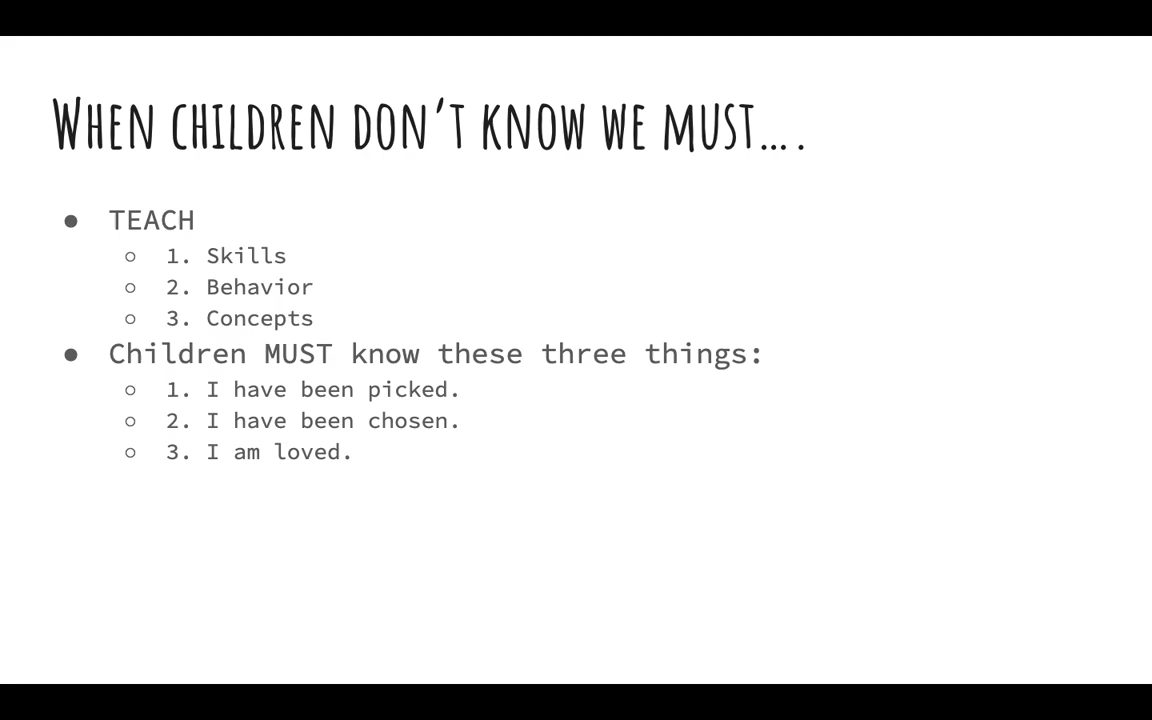 When children don't know we must....
● TEACH
○ 1. Skills
○ 2. Behavior
○ 3. Concepts
● Children MUST know these three things:
○ 1. I have been picked.
○ 2. I have been chosen.
○ 3. I am loved.